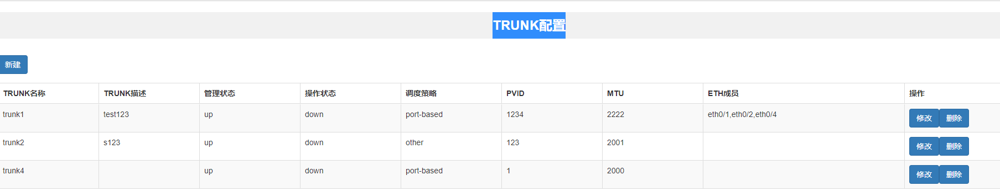 TRUNK配置
新建
TRUNK名称 TRUNK描述 管理状态 操作状态 调度策略 PVID MTU ETH成员 操作
trunk1 test123 up down port-based 1234 2222 eth0/1,eth0/2,eth0/4 修改 删除
trunk2 s123 up down other 123 2001 修改 删除
trunk4 up down port-based 1 2000 修改 删除